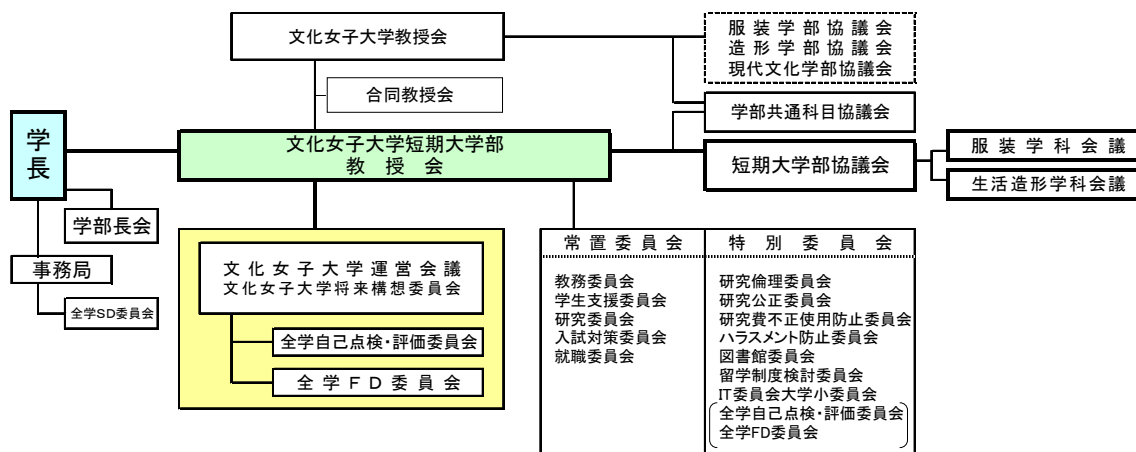 文化女子大学教授会
服装学部協議会
造形学部協議会
現代文化学部協議会
合同教授会
学部共通科目協議会
学長
文化女子大学短期大学部
教授会
短期大学部協議会
服装学科会議
生活造形学科会議
学部長会
事務局
全学SD委員会
文化女子大学運営会議
文化女子大学将来構想委員会
全学自己点検・評価委員会
全学FD委員会
常置委員会
教務委員会
学生支援委員会
研究委員会
入試対策委員会
就職委員会
特別委員会
研究倫理委員会
研究公正委員会
研究費不正使用防止委員会
ハラスメント防止委員会
図書館委員会
留学制度検討委員会
IT委員会大学小委員会
全学自己点検・評価委員会
全学FD委員会